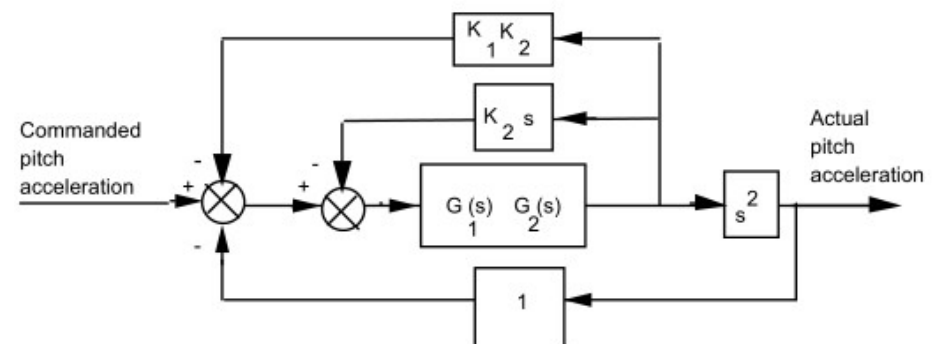 K1K2
K2 s
Commanded
pitch
acceleration
Actual
pitch
acceleration
-
-
+
+
-
G1(s) G2(s)
s2
1